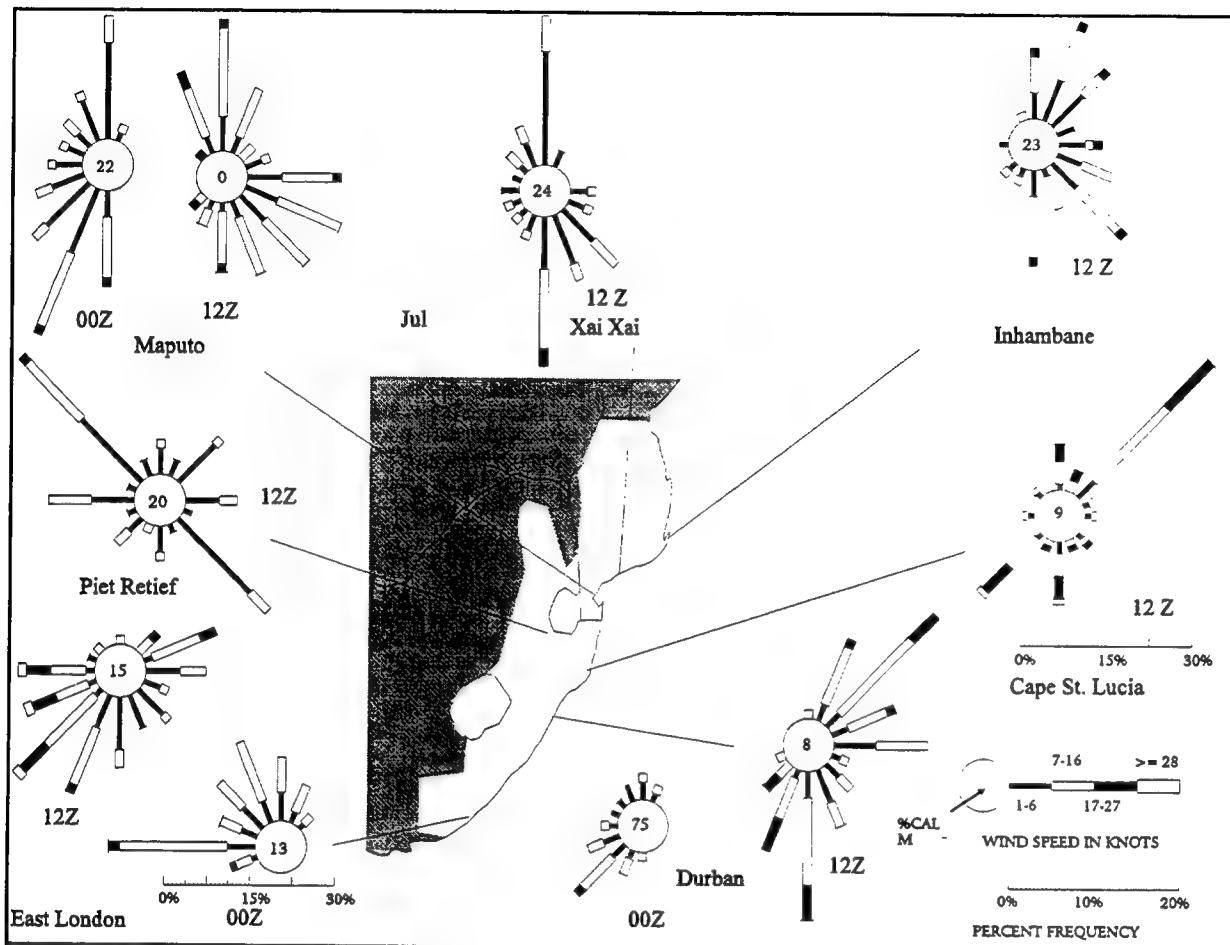 22
0
24
23
00Z
12Z
Maputo
Jul
12 Z
Xai Xai
12 Z
Inhambane
20
12Z
Piet Retief
9
12 Z
0% 15% 30%
Cape St. Lucia
15
12Z
13
0% 15% 30%
East London 00Z
75
Durban
00Z
8
12Z
7-16 >= 28
1-6 17-27
%CAL
M
WIND SPEED IN KNOTS
0% 10% 20%
PERCENT FREQUENCY